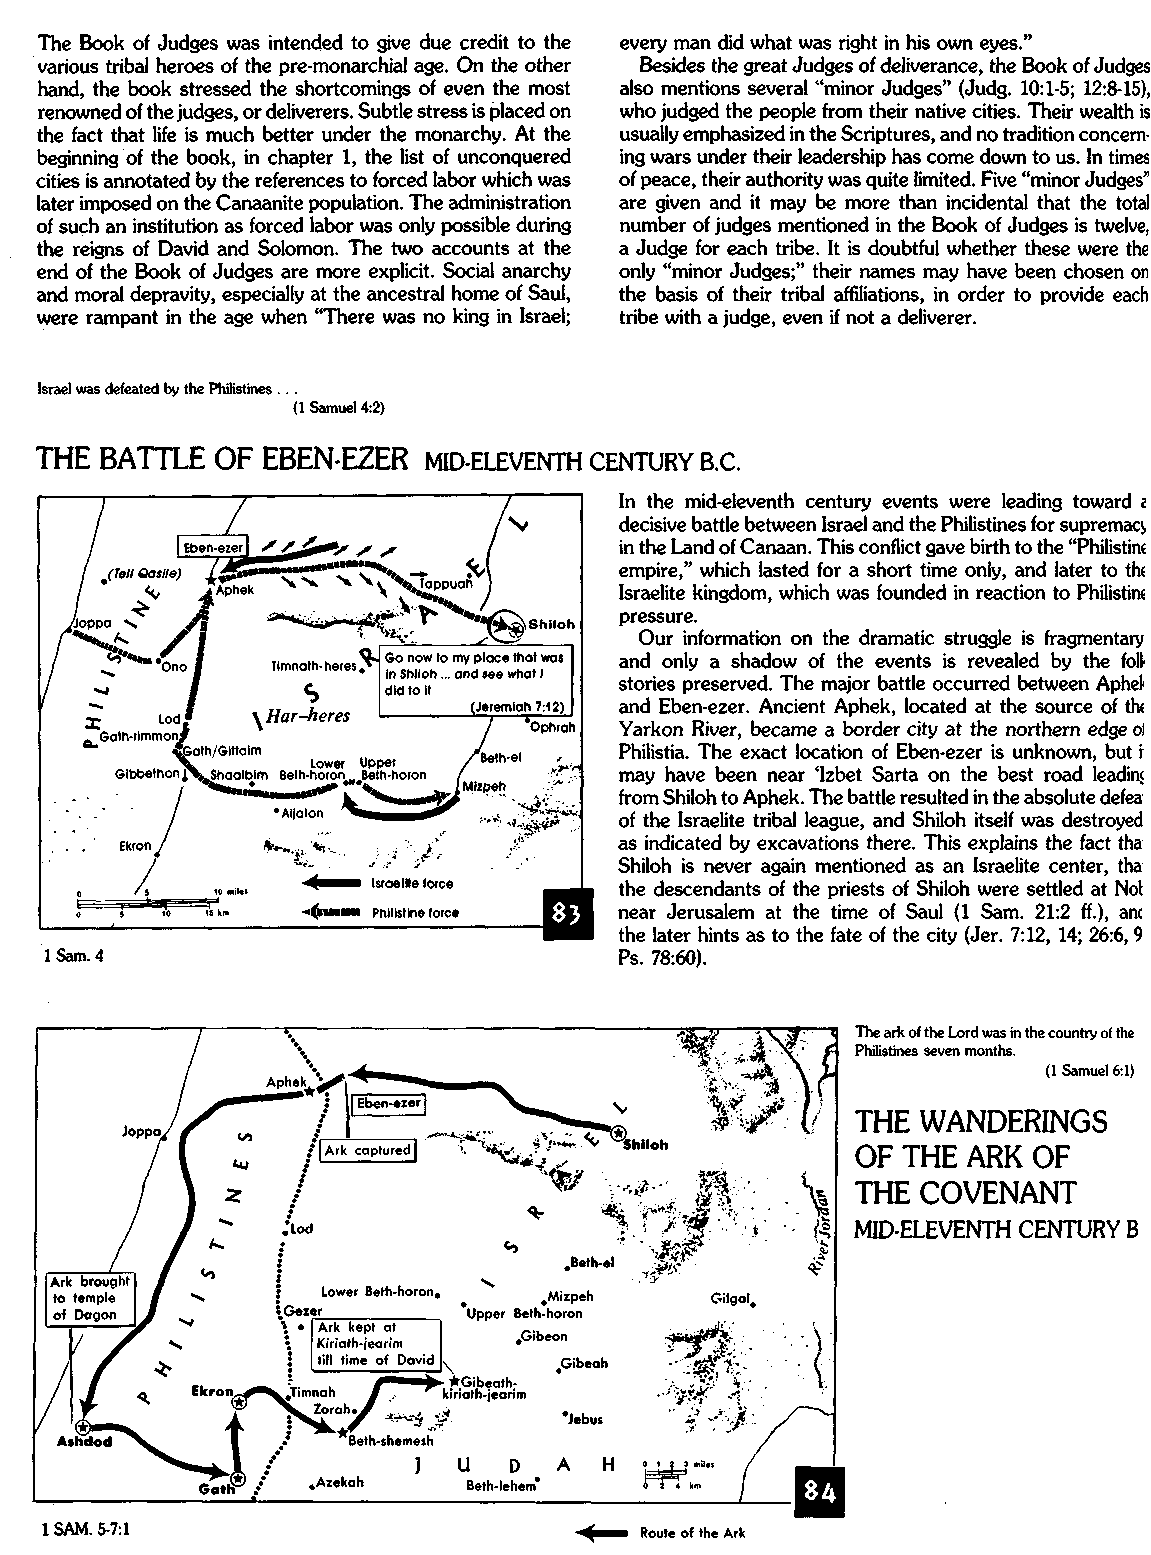 The Book of Judges was intended to give due credit to the
various tribal heroes of the pre-monarchial age. On the other
hand, the book stressed the shortcomings of even the most
renowned of the judges, or deliverers. Subtle stress is placed on
the fact that life is much better under the monarchy. At the
beginning of the book, in chapter 1, the list of unconquered
cities is annotated by the references to forced labor which was
later imposed on the Canaanite population. The administration
of such an institution as forced labor was only possible during
the reigns of David and Solomon. The two accounts at the
end of the Book of Judges are more explicit. Social anarchy
and moral depravity, especially at the ancestral home of Saul,
were rampant in the age when “There was no king in Israel;
every man did what was right in his own eyes.”
Besides the great Judges of deliverance, the Book of Judges
also mentions several “minor Judges” (Judg. 10:1-5; 12:8-15),
who judged the people from their native cities. Their wealth is
usually emphasized in the Scriptures, and no tradition concern-
ing wars under their leadership has come down to us. In times
of peace, their authority was quite limited. Five “minor Judges”
are given and it may be more than incidental that the total
number of judges mentioned in the Book of Judges is twelve,
a Judge for each tribe. It is doubtful whether these were the
only “minor Judges;” their names may have been chosen on
the basis of their tribal affiliations, in order to provide each
tribe with a judge, even if not a deliverer.
Israel was defeated by the Philistines . . .
(1 Samuel 4:2)
THE BATTLE OF EBEN-EZER MID-ELEVENTH CENTURY B.C.
Eben-ezer
(Tell Qasile)
Aphek
Tappuah
Joppa
Shiloh
Ono
Timnath-heres
Go now to my place that was
in Shiloh ... and see what I
did to it
(Jeremiah 7:12)
PHILISTINE
ISRAEL
Har-heres
Lod
Ophrah
Gath-rimmon
Gath/Gittaim
Beth-el
Lower
Upper
Gibbethon
Shaalbim
Beth-horon
Beth-horon
Mizpeh
Aijalon
Ekron
0 5 10 miles
0 5 10 15 km
Israelite force
Philistine force
83
1 Sam. 4
In the mid-eleventh century events were leading toward a
decisive battle between Israel and the Philistines for supremacy
in the Land of Canaan. This conflict gave birth to the “Philistine
empire,” which lasted for a short time only, and later to the
Israelite kingdom, which was founded in reaction to Philistine
pressure.
Our information on the dramatic struggle is fragmentary
and only a shadow of the events is revealed by the folk
stories preserved. The major battle occurred between Aphek
and Eben-ezer. Ancient Aphek, located at the source of the
Yarkon River, became a border city at the northern edge of
Philistia. The exact location of Eben-ezer is unknown, but i
may have been near ‘Izbet Sarta on the best road leading
from Shiloh to Aphek. The battle resulted in the absolute defea
of the Israelite tribal league, and Shiloh itself was destroyed
as indicated by excavations there. This explains the fact tha
Shiloh is never again mentioned as an Israelite center, tha
the descendants of the priests of Shiloh were settled at Nob
near Jerusalem at the time of Saul (1 Sam. 21:2 ff.), and
the later hints as to the fate of the city (Jer. 7:12, 14; 26:6, 9
Ps. 78:60).
Aphek
Eben-ezer
Joppa
Shiloh
Ark captured
PHILISTINES
ISRAEL
Lod
River Jordan
Beth-el
Ark brought
to temple
of Dagon
Lower Beth-horon
Mizpeh
Gilgal
Gezer
Upper Beth-horon
Ark kept at
Kiriath-jearim
till time of David
Gibeon
Gibeah
Gibeath-
kiriath-jearim
Ekron
Timnah
Zorah
Jebus
Ashdod
Beth-shemesh
JUDAH
0 1 2 3 miles
0 2 4 km
Gath
Azekah
Beth-lehem
84
1 SAM. 5-7:1
Route of the Ark
The ark of the Lord was in the country of the
Philistines seven months.
(1 Samuel 6:1)
THE WANDERINGS
OF THE ARK OF
THE COVENANT
MID-ELEVENTH CENTURY B